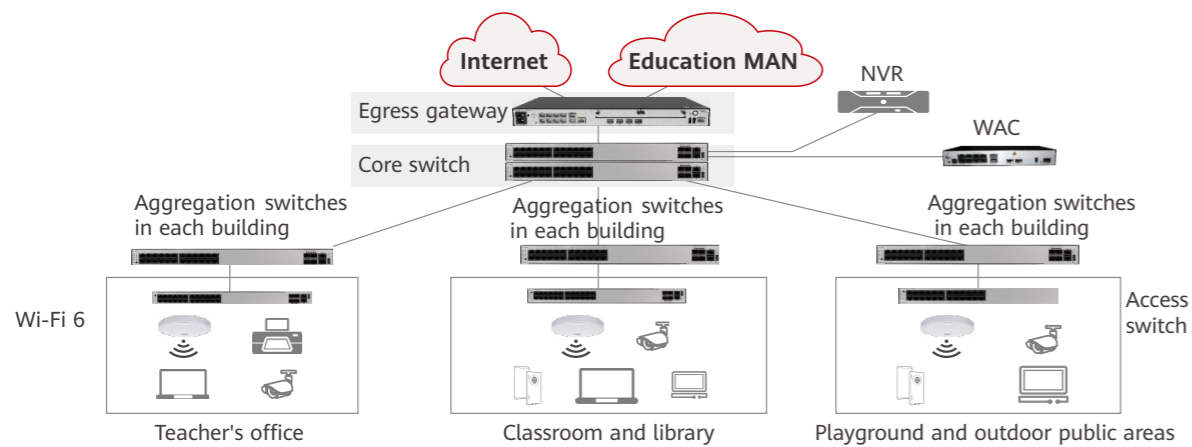 Internet
Education MAN
NVR
Egress gateway
WAC
Core switch
Aggregation switches
in each building
Aggregation switches
in each building
Aggregation switches
in each building
Wi-Fi 6
Access
switch
Teacher's office
Classroom and library
Playground and outdoor public areas